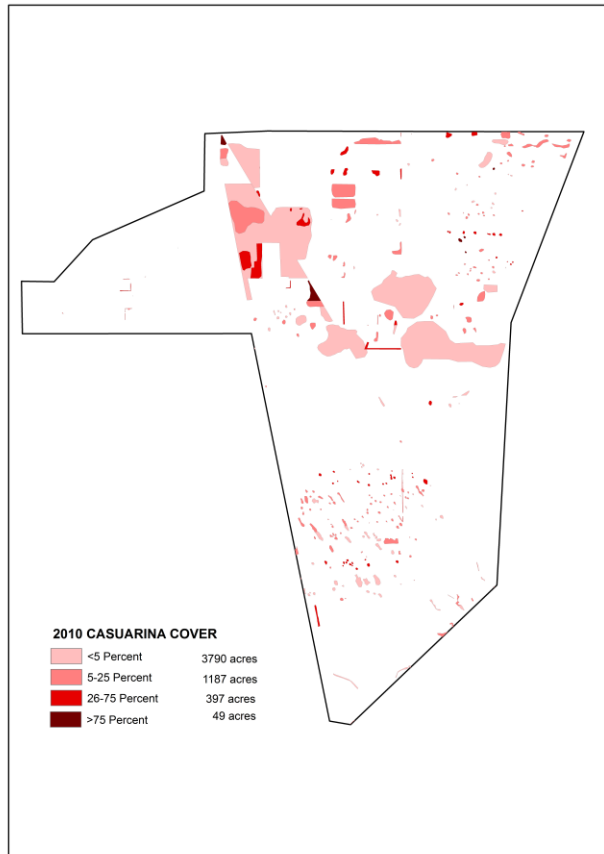 2010 CASUARINA COVER
<5 Percent 3790 acres
5-25 Percent 1187 acres
26-75 Percent 397 acres
>75 Percent 49 acres